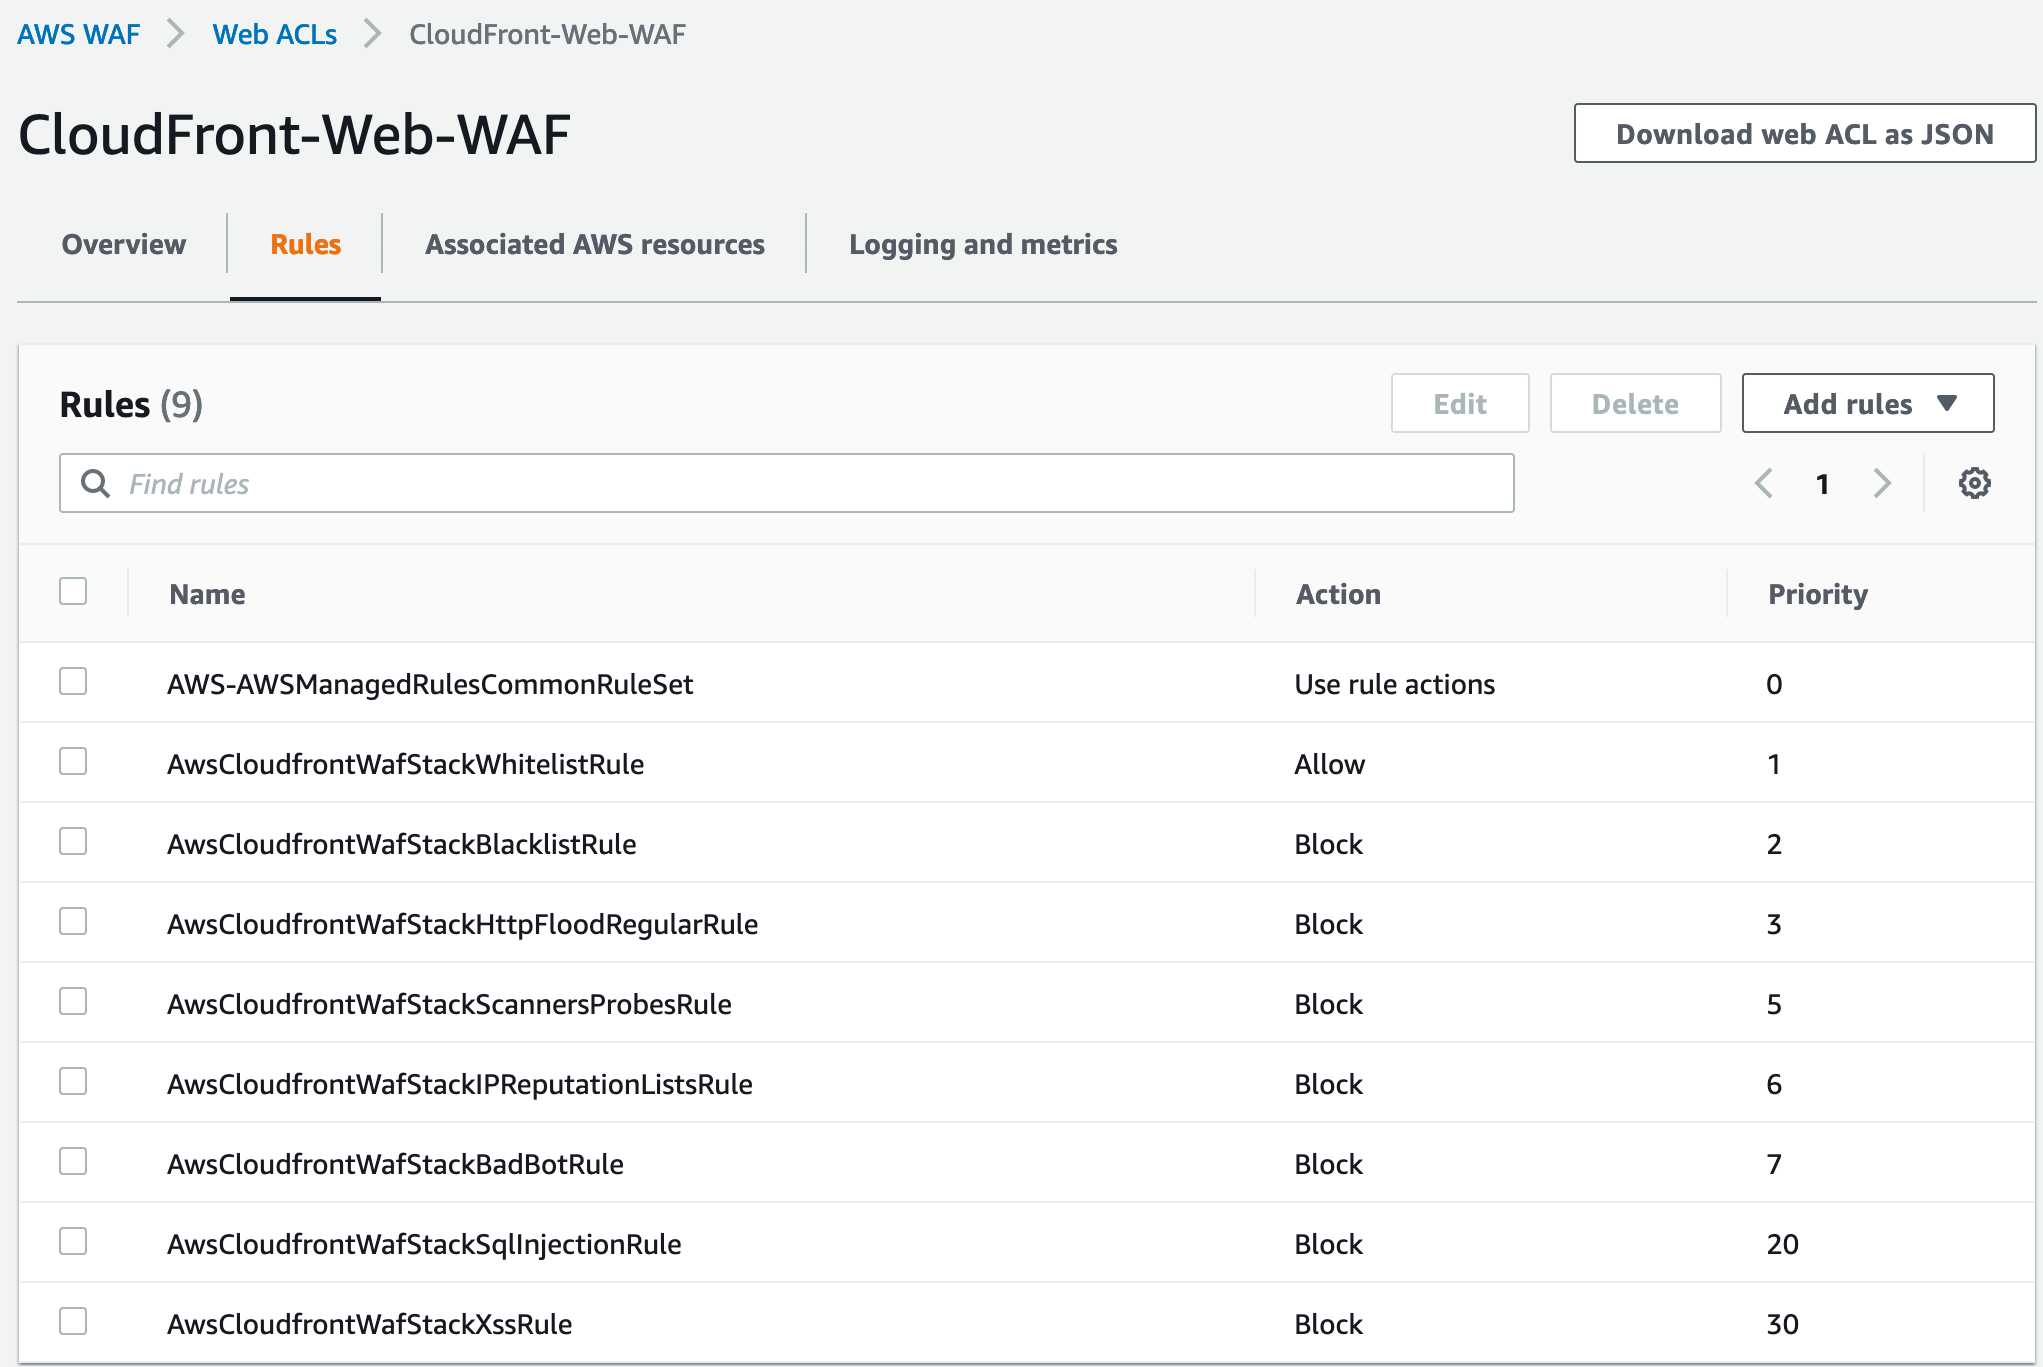 AWS WAF > Web ACLs > CloudFront-Web-WAF
CloudFront-Web-WAF
Download web ACL as JSON
Overview Rules Associated AWS resources Logging and metrics
Rules (9)
Edit Delete Add rules ▼
Find rules
< 1 >
Name Action Priority
AWS-AWSManagedRulesCommonRuleSet Use rule actions 0
AwsCloudfrontWafStackWhitelistRule Allow 1
AwsCloudfrontWafStackBlacklistRule Block 2
AwsCloudfrontWafStackHttpFloodRegularRule Block 3
AwsCloudfrontWafStackScannersProbesRule Block 5
AwsCloudfrontWafStackIPReputationListsRule Block 6
AwsCloudfrontWafStackBadBotRule Block 7
AwsCloudfrontWafStackSqlInjectionRule Block 20
AwsCloudfrontWafStackXssRule Block 30